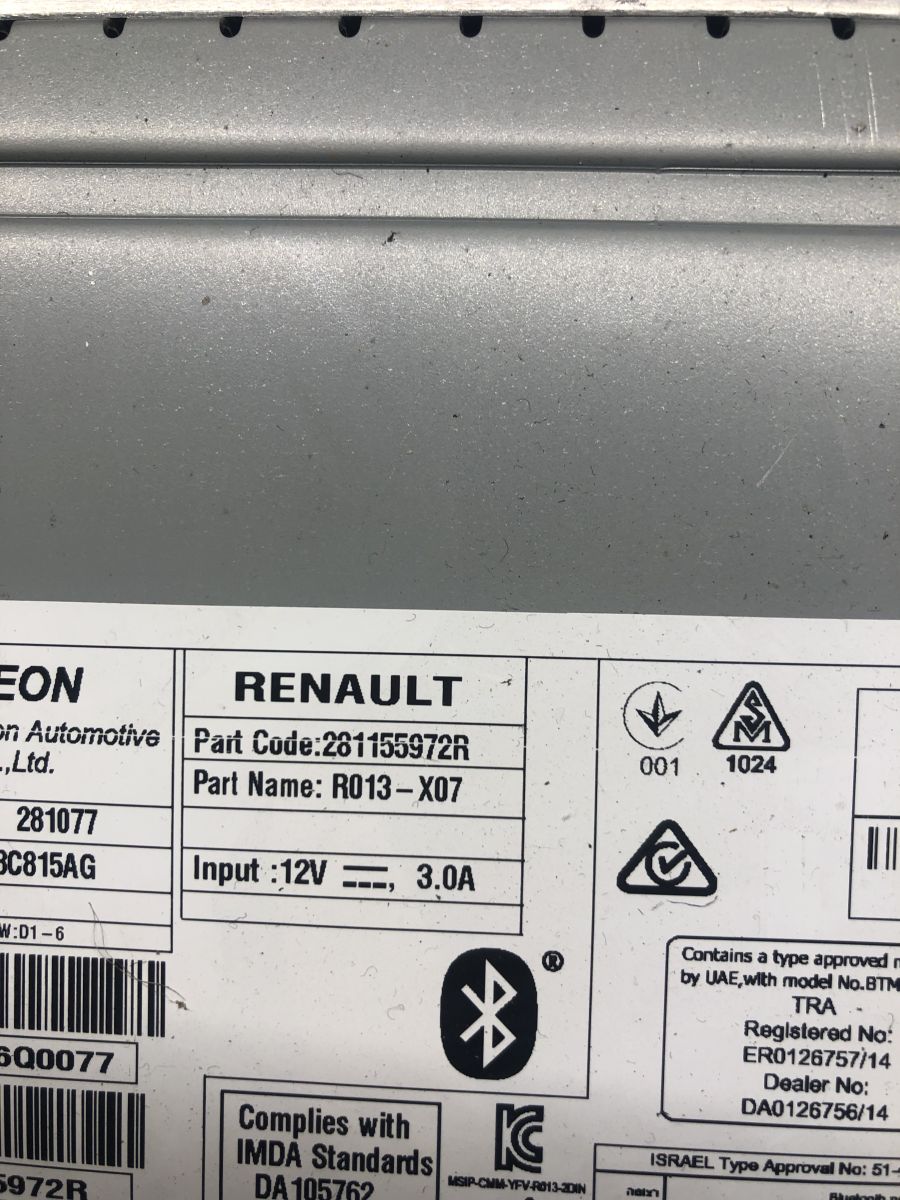 EON
on Automotive
.,Ltd.
281077
3C815AG
W:D1-6
6Q0077
5972R
RENAULT
Part Code:281155972R
Part Name: R013-X07
Input :12V ⎓, 3.0A
®
001
SM
1024
Contains a type approved
by UAE,with model No.BTM
TRA -
Registered No:
ER0126757/14
Dealer No:
DA0126756/14
Complies with
IMDA Standards
DA105762
MSIP-CMM-YFV-R013-2DIN
ISRAEL Type Approval No: 51-
Bluetooth